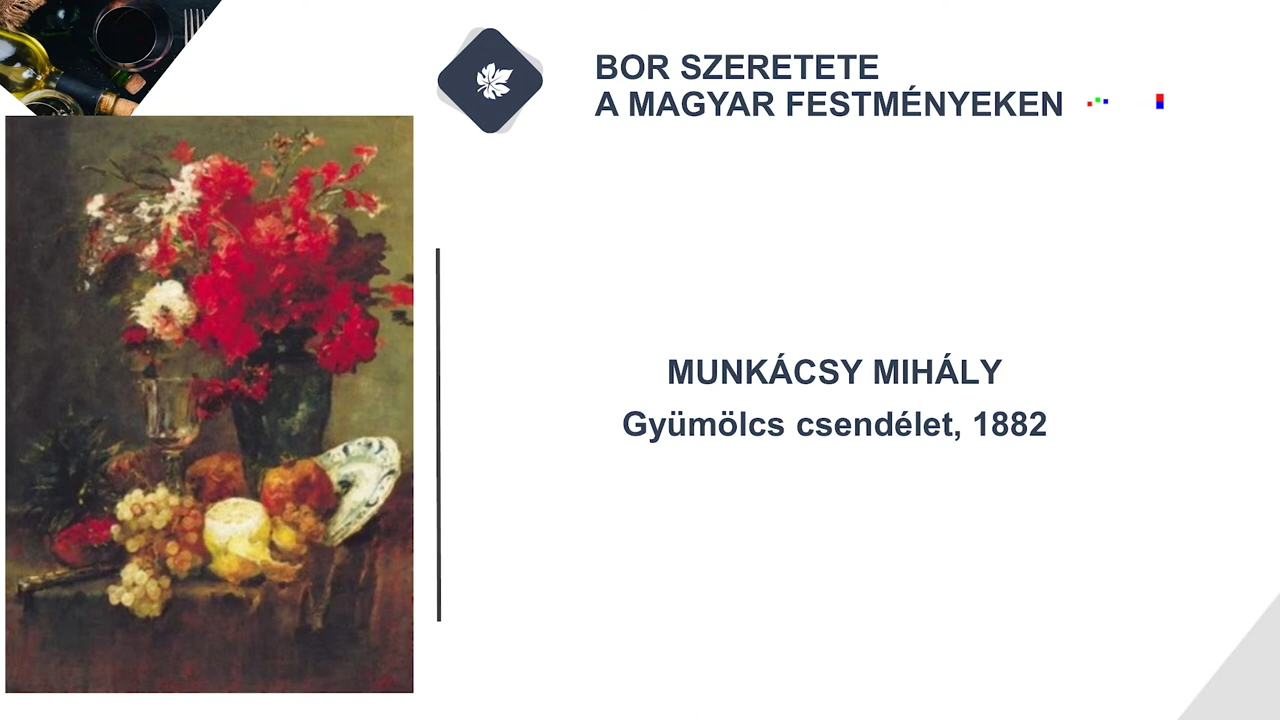 BOR SZERETETE
A MAGYAR FESTMÉNYEKEN
MUNKÁCSY MIHÁLY
Gyümölcs csendélet, 1882